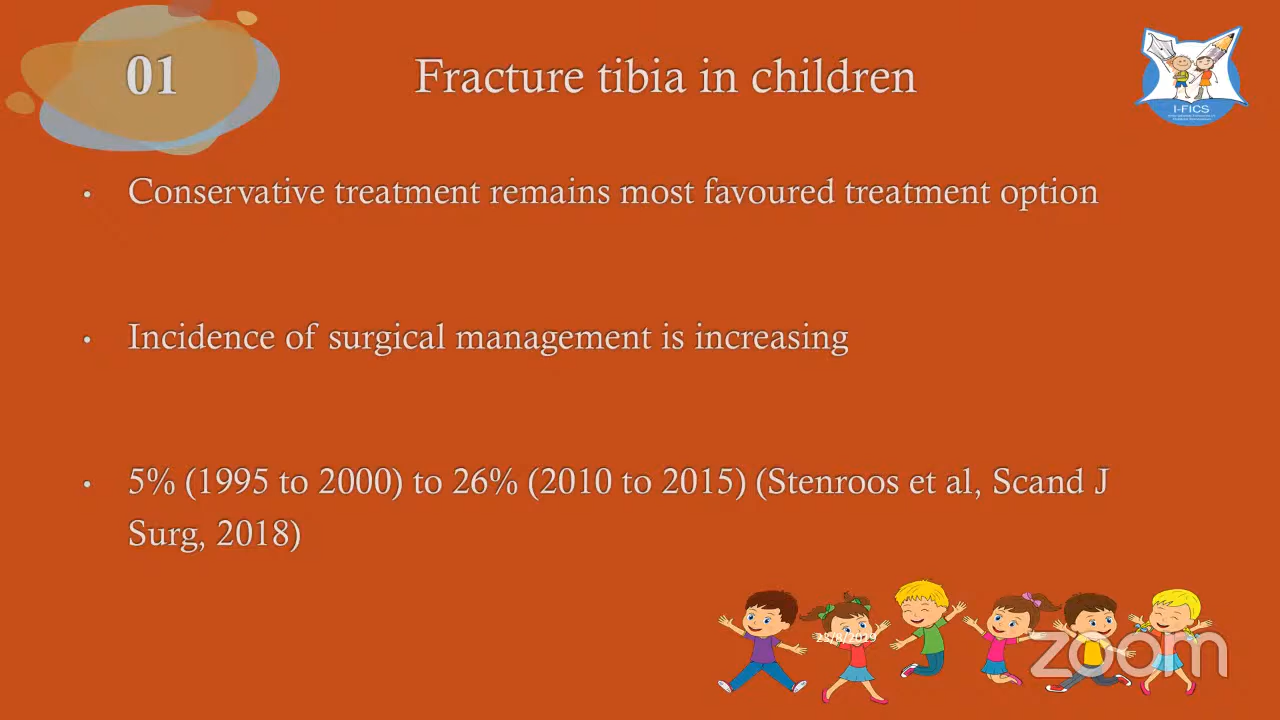 01
Fracture tibia in children
I-FICS
• Conservative treatment remains most favoured treatment option
• Incidence of surgical management is increasing
• 5% (1995 to 2000) to 26% (2010 to 2015) (Stenroos et al, Scand J
Surg, 2018)
zoom